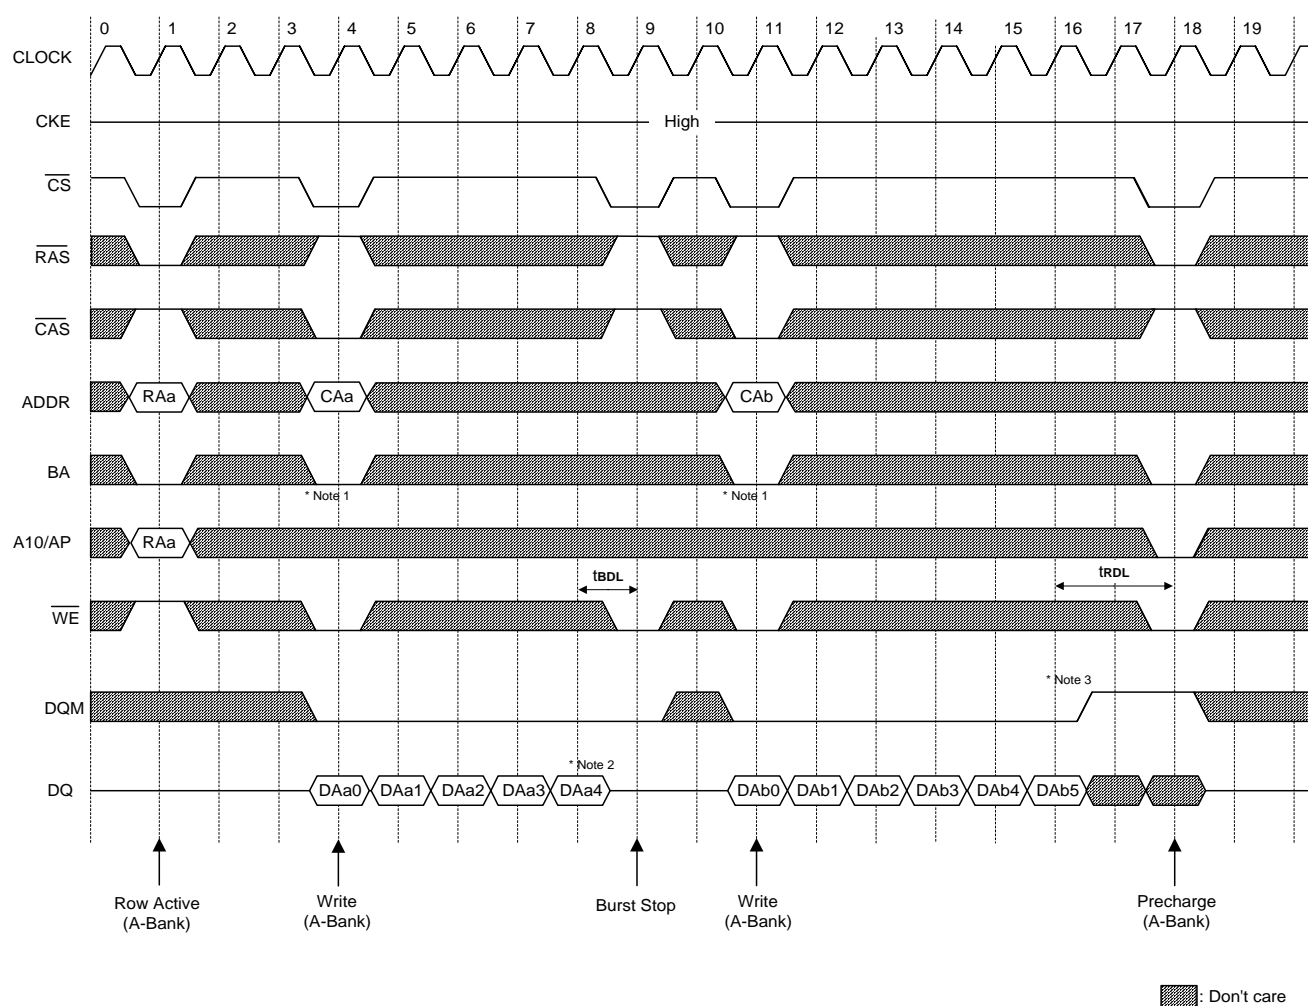 0 1 2 3 4 5 6 7 8 9 10 11 12 13 14 15 16 17 18 19
CLOCK
CKE High
CS
RAS
CAS
ADDR RAa CAa CAb
BA
* Note 1 * Note 1
A10/AP RAa
tBDL tRDL
WE
* Note 3
DQM
* Note 2
DQ DAa0 DAa1 DAa2 DAa3 DAa4 DAb0 DAb1 DAb2 DAb3 DAb4 DAb5
Row Active Write Burst Stop Write Precharge
(A-Bank) (A-Bank) (A-Bank) (A-Bank)
: Don't care